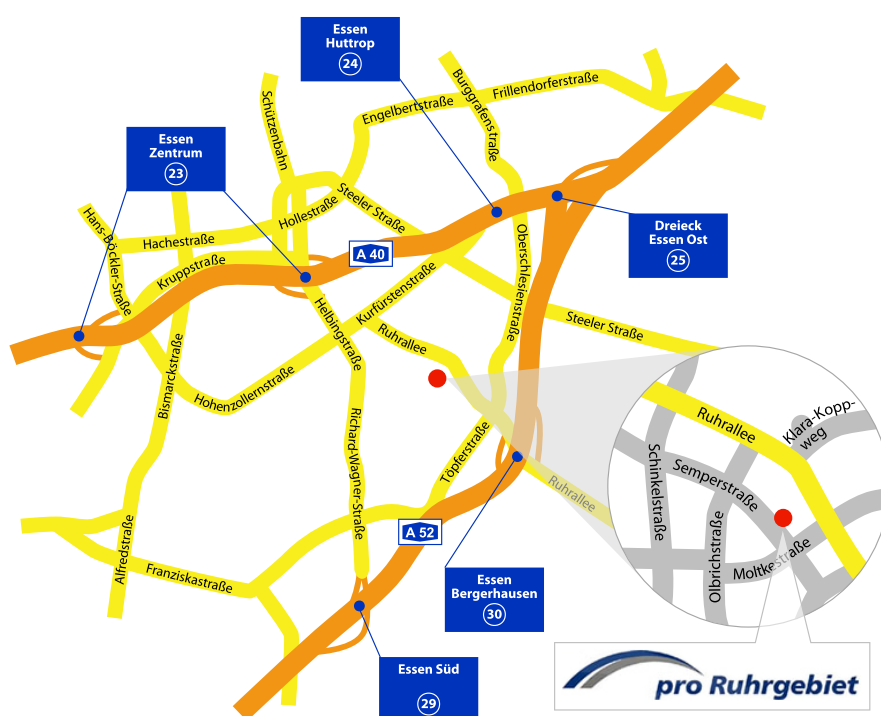 Essen
Huttrop
24
Essen
Zentrum
23
Schützenbahn
Engelbertstraße
Burggrafenstraße
Frillendorferstraße
Hans-Böckler-Straße
Hachestraße
Hollestraße
Steeler Straße
Dreieck
Essen Ost
25
A 40
Kruppstraße
Oberschlesienstraße
Kurfürstenstraße
Helbingstraße
Ruhrallee
Steeler Straße
Bismarckstraße
Hohenzollernstraße
Richard-Wagner-Straße
Töpferstraße
Ruhrallee
Ruhrallee
Klara-Kopp-
weg
Schinkelstraße
Semperstraße
Olbrichstraße
Moltkestraße
A 52
Alfredstraße
Franziskastraße
Essen
Bergerhausen
30
Essen Süd
29
pro Ruhrgebiet